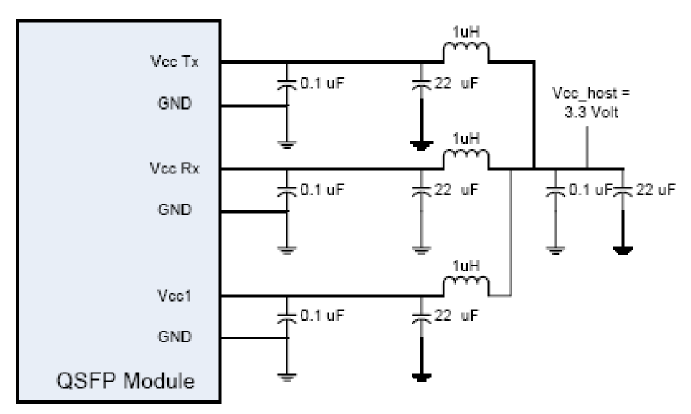 1uH
Vcc Tx
0.1 uF
22 uF
GND
Vcc_host =
3.3 Volt
1uH
Vcc Rx
0.1 uF
22 uF
0.1 uF
22 uF
GND
1uH
Vcc1
0.1 uF
22 uF
GND
QSFP Module